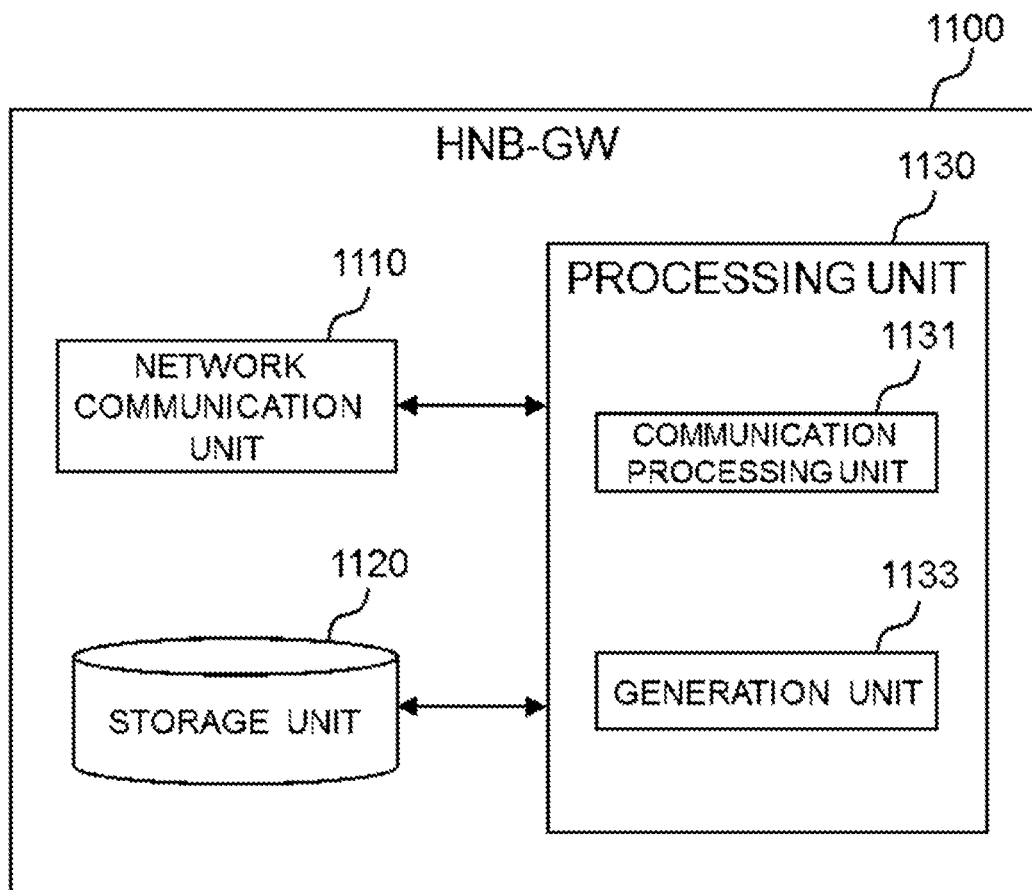 1100
HNB-GW
1130
1110
PROCESSING UNIT
NETWORK
COMMUNICATION
UNIT
1131
COMMUNICATION
PROCESSING UNIT
1120
1133
STORAGE UNIT
GENERATION UNIT